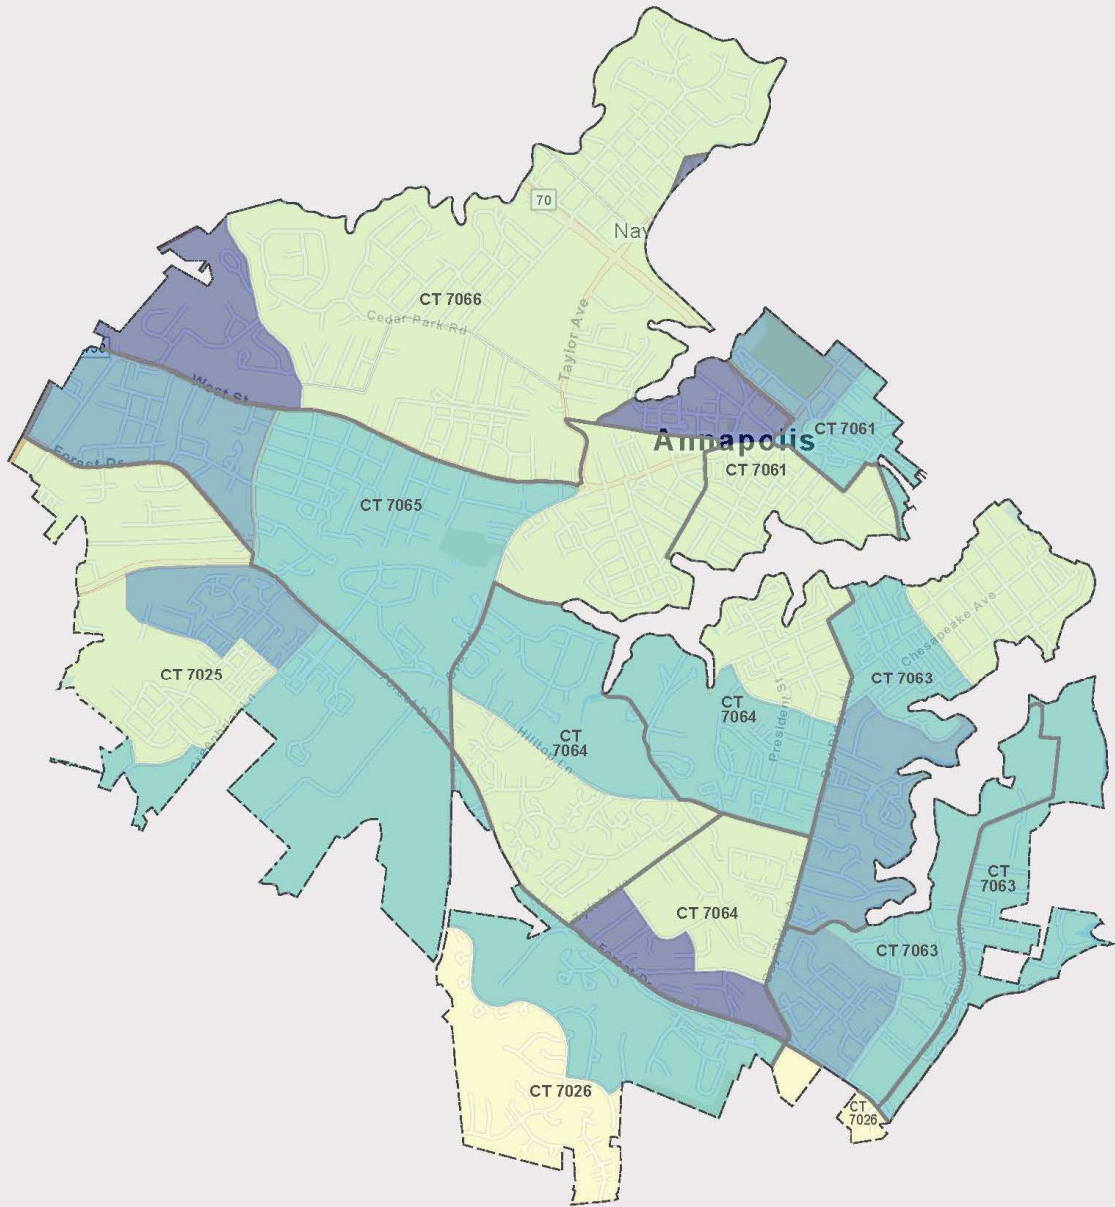 70
Nav
CT 7066
Cedar Park Rd
Taylor Ave
West St
CT 7061
Annapolis
CT 7061
Forest Dr
CT 7065
Chesapeake Ave
CT 7025
CT 7063
President St
CT
7064
Forest Dr
Hilltop Ln
CT
7064
CT
7063
CT 7064
CT 7063
Forest Dr
CT 7026
CT
7026